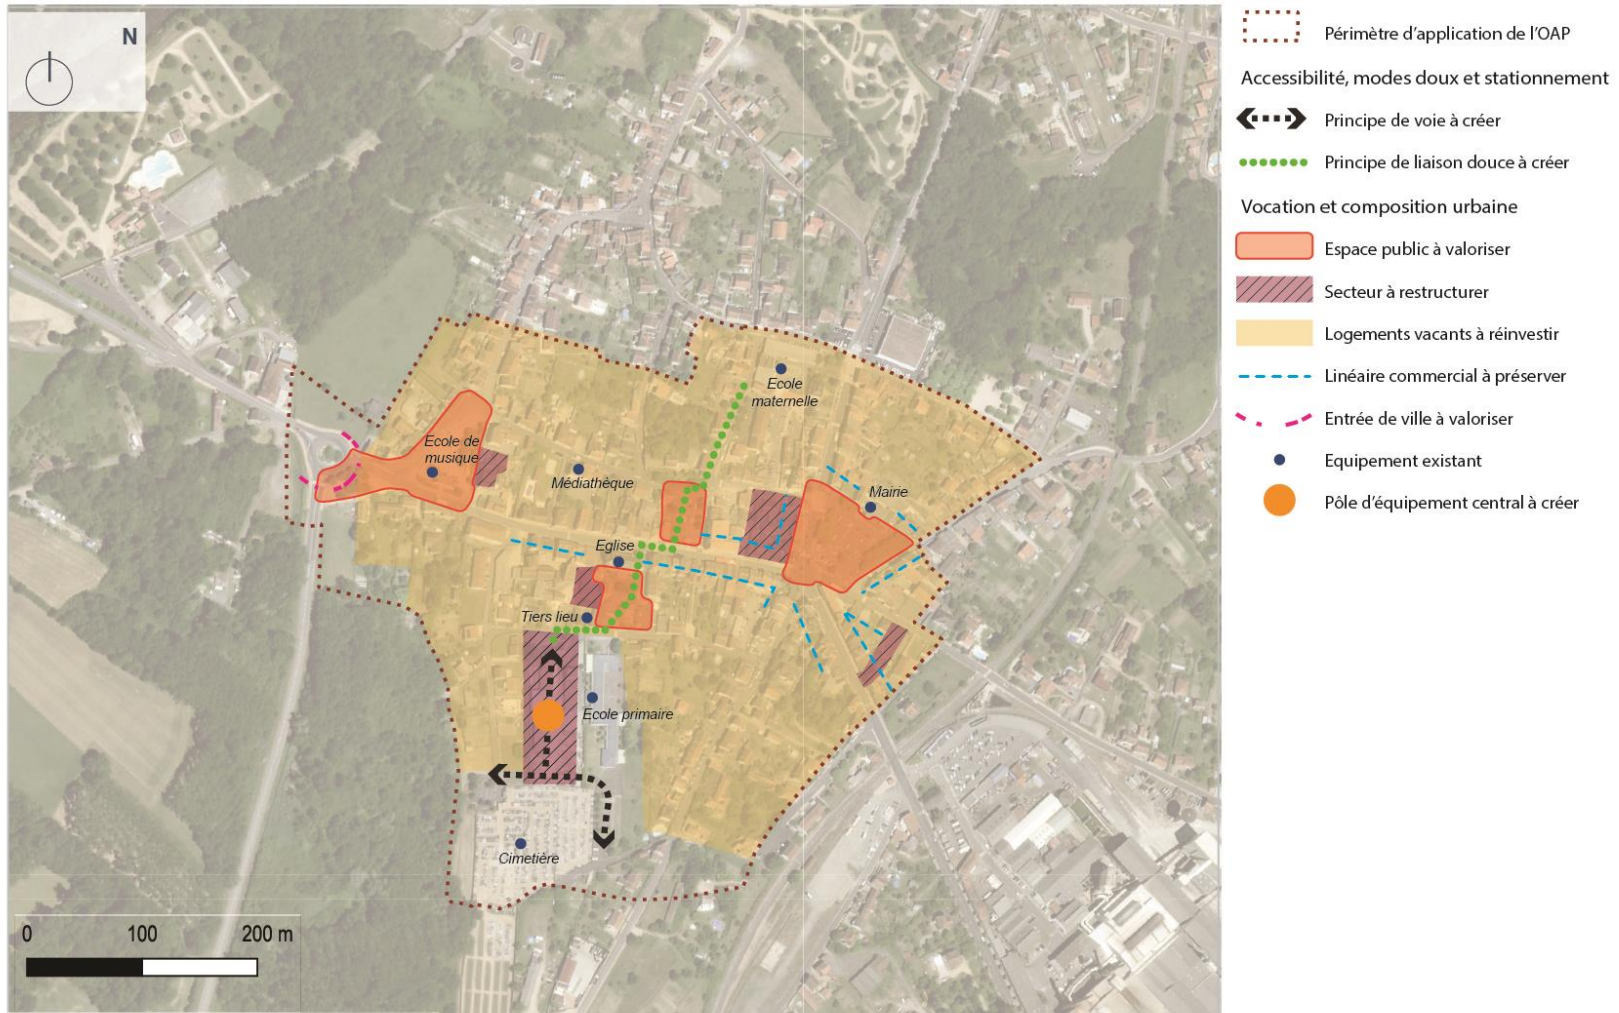 N
Ecole
maternelle
Ecole de
musique
Médiathèque
Mairie
Eglise
Tiers lieu
Ecole primaire
Cimetière
0 100 200 m
Périmètre d’application de l’OAP
Accessibilité, modes doux et stationnement
Principe de voie à créer
Principe de liaison douce à créer
Vocation et composition urbaine
Espace public à valoriser
Secteur à restructurer
Logements vacants à réinvestir
Linéaire commercial à préserver
Entrée de ville à valoriser
Equipement existant
Pôle d’équipement central à créer